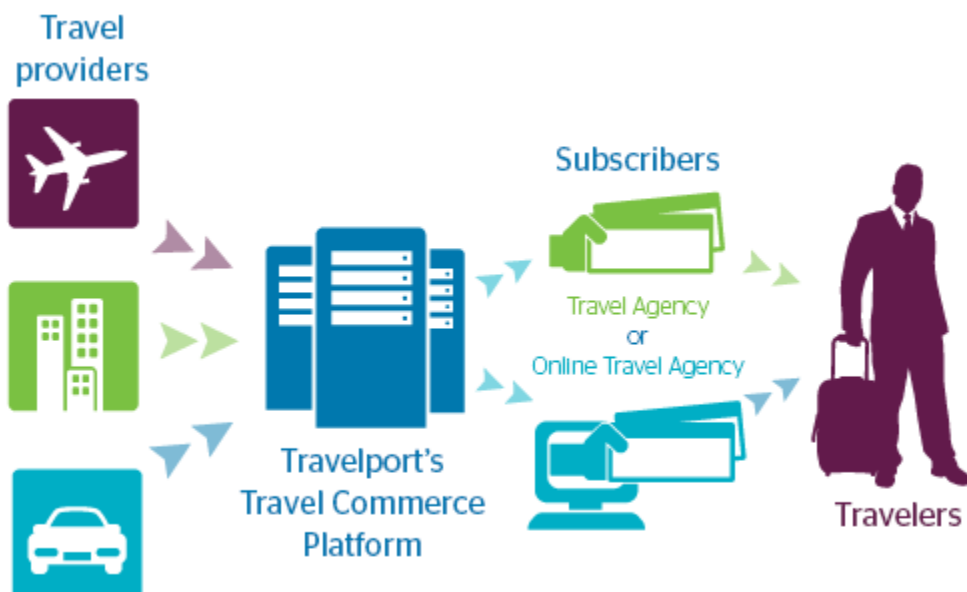 Travel
providers
Subscribers
Travel Agency
or
Online Travel Agency
Travelport's
Travel Commerce
Platform
Travelers